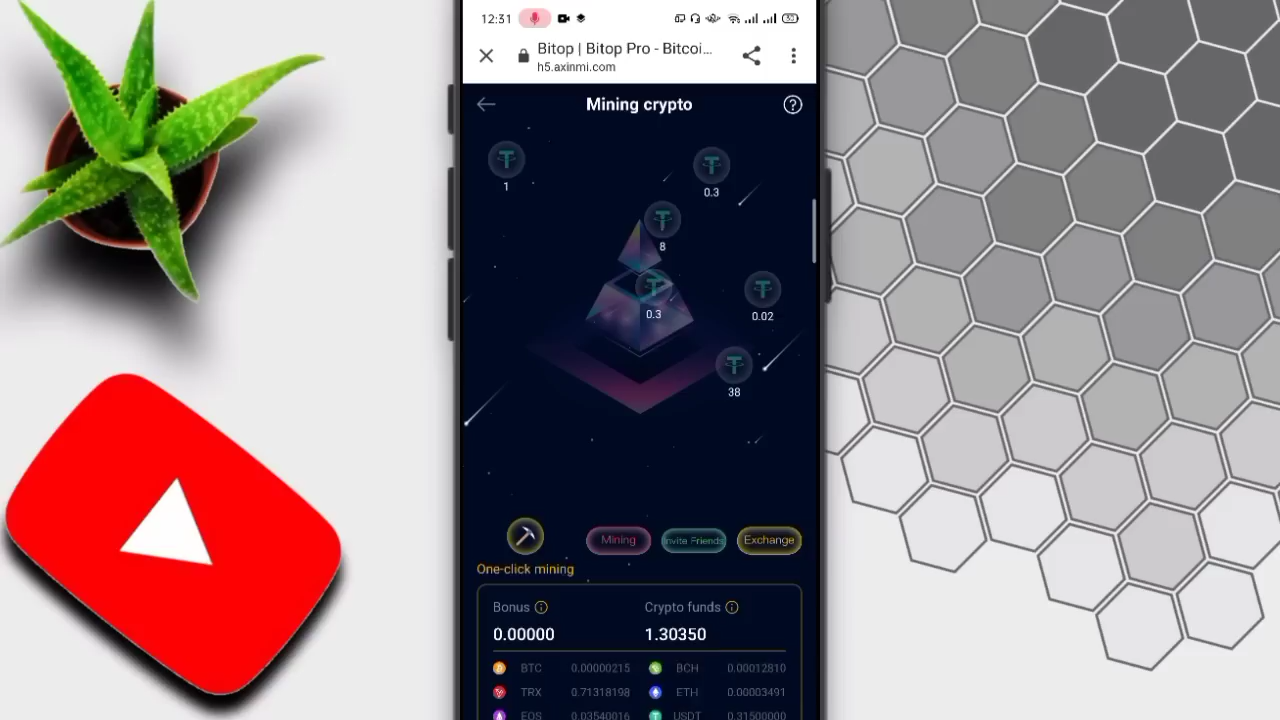 12:31
30
Bitop | Bitop Pro - Bitcoi...
h5.axinmi.com
Mining crypto
1
0.3
8
0.3
0.02
38
Mining
Invite Friends
Exchange
One-click mining
Bonus
Crypto funds
0.00000
1.30350
BTC 0.00000215 BCH 0.00012810
TRX 0.71318198 ETH 0.00003491
EOS 0.03540016 USDT 0.31500000